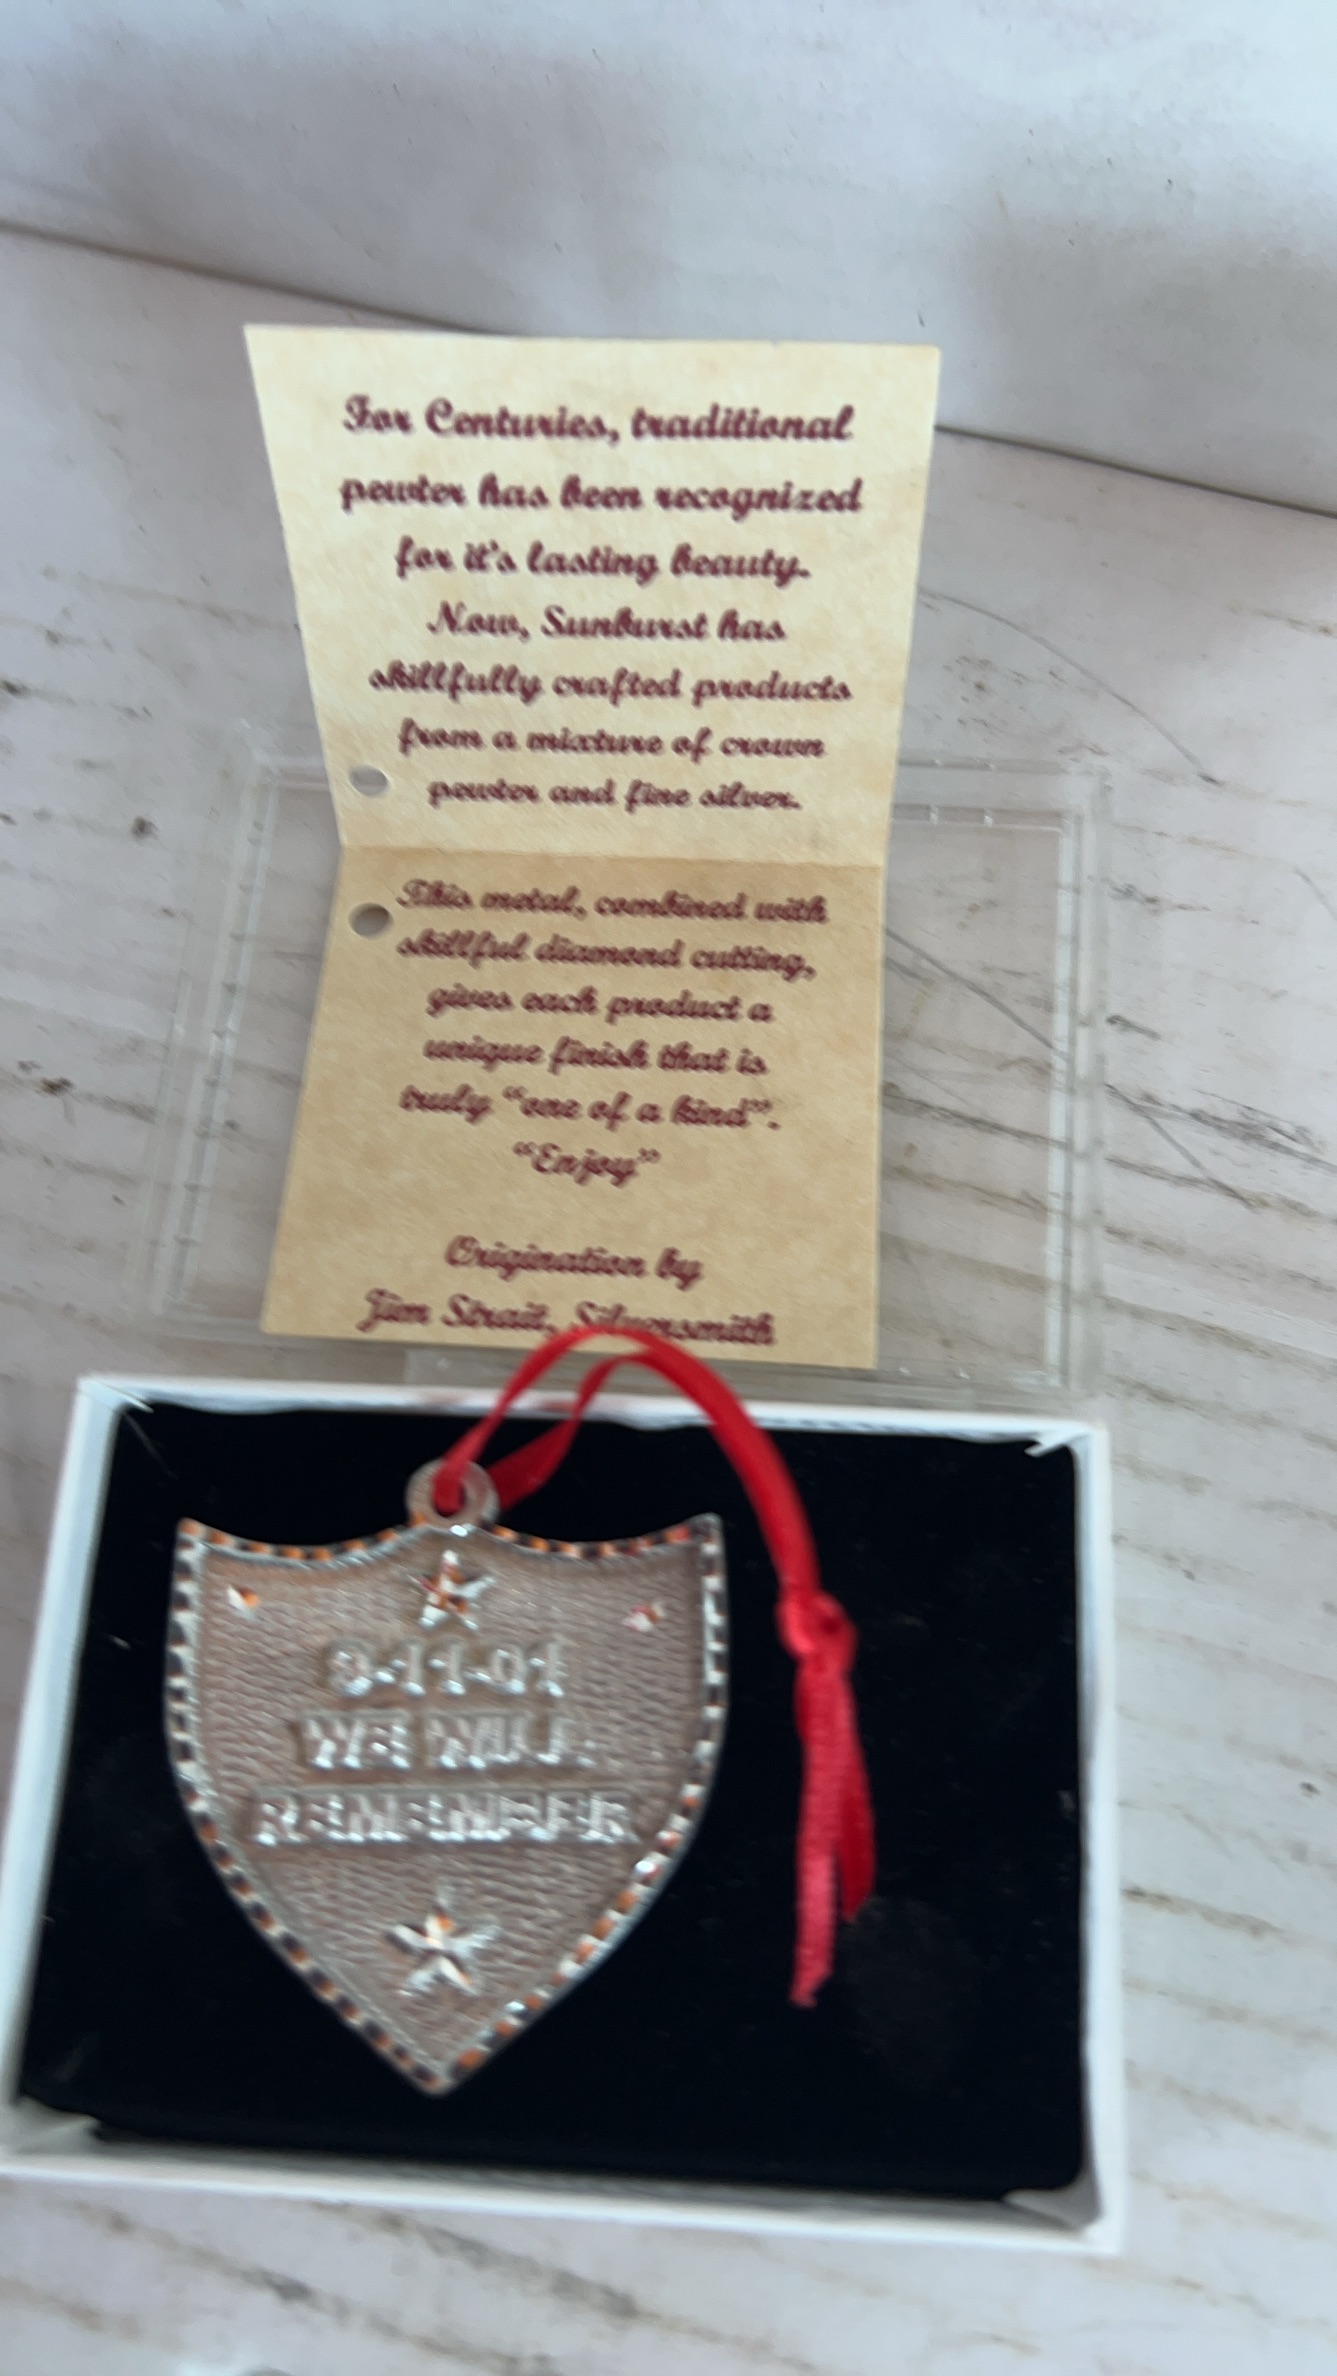 For Centuries, traditional
pewter has been recognized
for it's lasting beauty.
Now, Sunburst has
skillfully crafted products
from a mixture of crown
pewter and fine silver.
This metal, combined with
skillful diamond cutting,
gives each product a
unique finish that is
truly "one of a kind".
"Enjoy"
Origination by
Jim Strait, Silversmith
9-11-01
WE WILL
REMEMBER